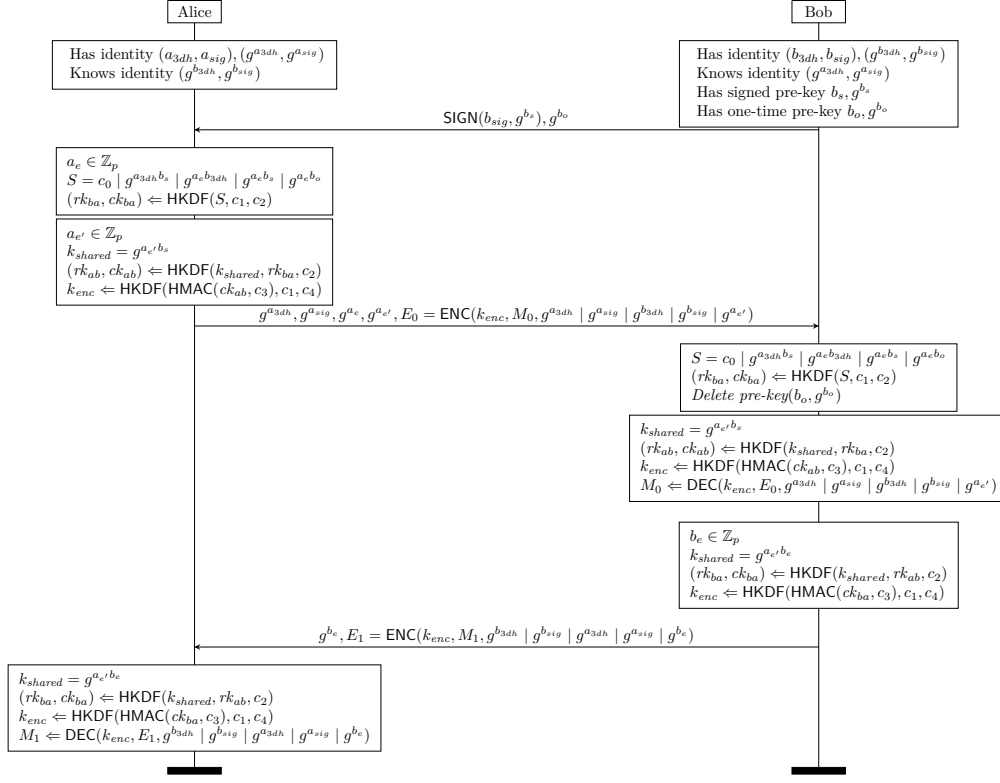 Alice
Bob
Has identity (a_{3dh}, a_{sig}), (g^{a_{3dh}}, g^{a_{sig}})
Knows identity (g^{b_{3dh}}, g^{b_{sig}})
Has identity (b_{3dh}, b_{sig}), (g^{b_{3dh}}, g^{b_{sig}})
Knows identity (g^{a_{3dh}}, g^{a_{sig}})
Has signed pre-key b_s, g^{b_s}
Has one-time pre-key b_o, g^{b_o}
SIGN(b_{sig}, g^{b_s}), g^{b_o}
a_e ∈ ℤ_p
S = c_0 | g^{a_{3dh}b_s} | g^{a_e b_{3dh}} | g^{a_e b_s} | g^{a_e b_o}
(rk_{ba}, ck_{ba}) ⇐ HKDF(S, c_1, c_2)
a_{e'} ∈ ℤ_p
k_{shared} = g^{a_{e'} b_s}
(rk_{ab}, ck_{ab}) ⇐ HKDF(k_{shared}, rk_{ba}, c_2)
k_{enc} ⇐ HKDF(HMAC(ck_{ab}, c_3), c_1, c_4)
g^{a_{3dh}}, g^{a_{sig}}, g^{a_e}, g^{a_{e'}}, E_0 = ENC(k_{enc}, M_0, g^{a_{3dh}} | g^{a_{sig}} | g^{b_{3dh}} | g^{b_{sig}} | g^{a_{e'}})
S = c_0 | g^{a_{3dh}b_s} | g^{a_e b_{3dh}} | g^{a_e b_s} | g^{a_e b_o}
(rk_{ba}, ck_{ba}) ⇐ HKDF(S, c_1, c_2)
Delete pre-key(b_o, g^{b_o})
k_{shared} = g^{a_{e'} b_s}
(rk_{ab}, ck_{ab}) ⇐ HKDF(k_{shared}, rk_{ba}, c_2)
k_{enc} ⇐ HKDF(HMAC(ck_{ab}, c_3), c_1, c_4)
M_0 ⇐ DEC(k_{enc}, E_0, g^{a_{3dh}} | g^{a_{sig}} | g^{b_{3dh}} | g^{b_{sig}} | g^{a_{e'}})
b_e ∈ ℤ_p
k_{shared} = g^{a_{e'} b_e}
(rk_{ba}, ck_{ba}) ⇐ HKDF(k_{shared}, rk_{ab}, c_2)
k_{enc} ⇐ HKDF(HMAC(ck_{ba}, c_3), c_1, c_4)
g^{b_e}, E_1 = ENC(k_{enc}, M_1, g^{b_{3dh}} | g^{b_{sig}} | g^{a_{3dh}} | g^{a_{sig}} | g^{b_e})
k_{shared} = g^{a_{e'} b_e}
(rk_{ba}, ck_{ba}) ⇐ HKDF(k_{shared}, rk_{ab}, c_2)
k_{enc} ⇐ HKDF(HMAC(ck_{ba}, c_3), c_1, c_4)
M_1 ⇐ DEC(k_{enc}, E_1, g^{b_{3dh}} | g^{b_{sig}} | g^{a_{3dh}} | g^{a_{sig}} | g^{b_e})